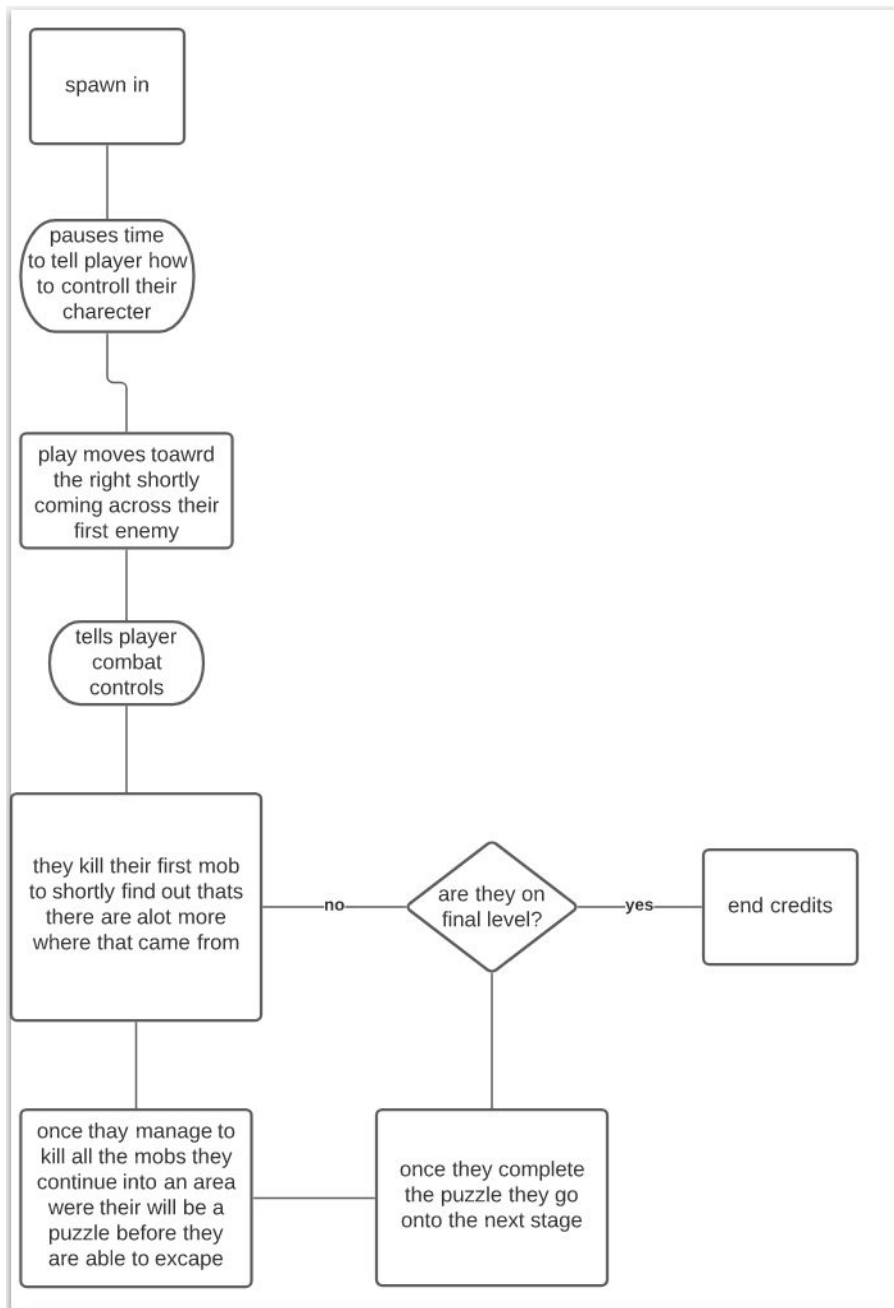 spawn in
pauses time
to tell player how
to controll their
charecter
play moves toawrd
the right shortly
coming across their
first enemy
tells player
combat
controls
they kill their first mob
to shortly find out thats
there are alot more
where that came from
no
are they on
final level?
yes
end credits
once thay manage to
kill all the mobs they
continue into an area
were their will be a
puzzle before they
are able to excape
once they complete
the puzzle they go
onto the next stage